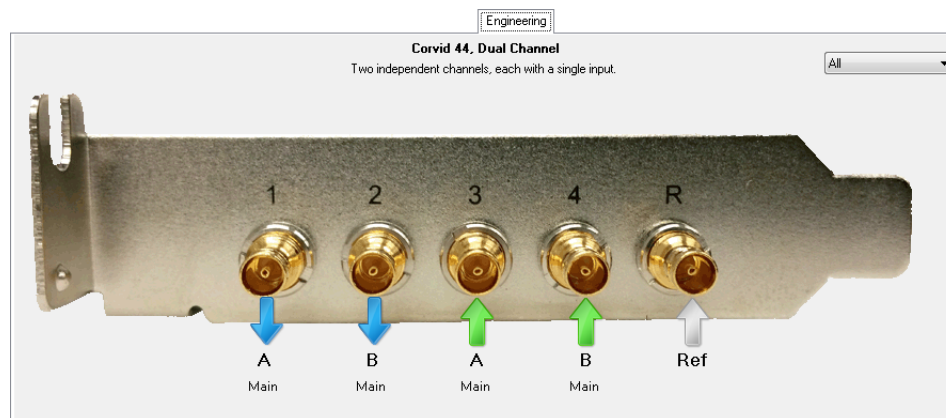 Engineering
Corvid 44, Dual Channel
Two independent channels, each with a single input.
All
1 2 3 4 R
A B A B Ref
Main Main Main Main